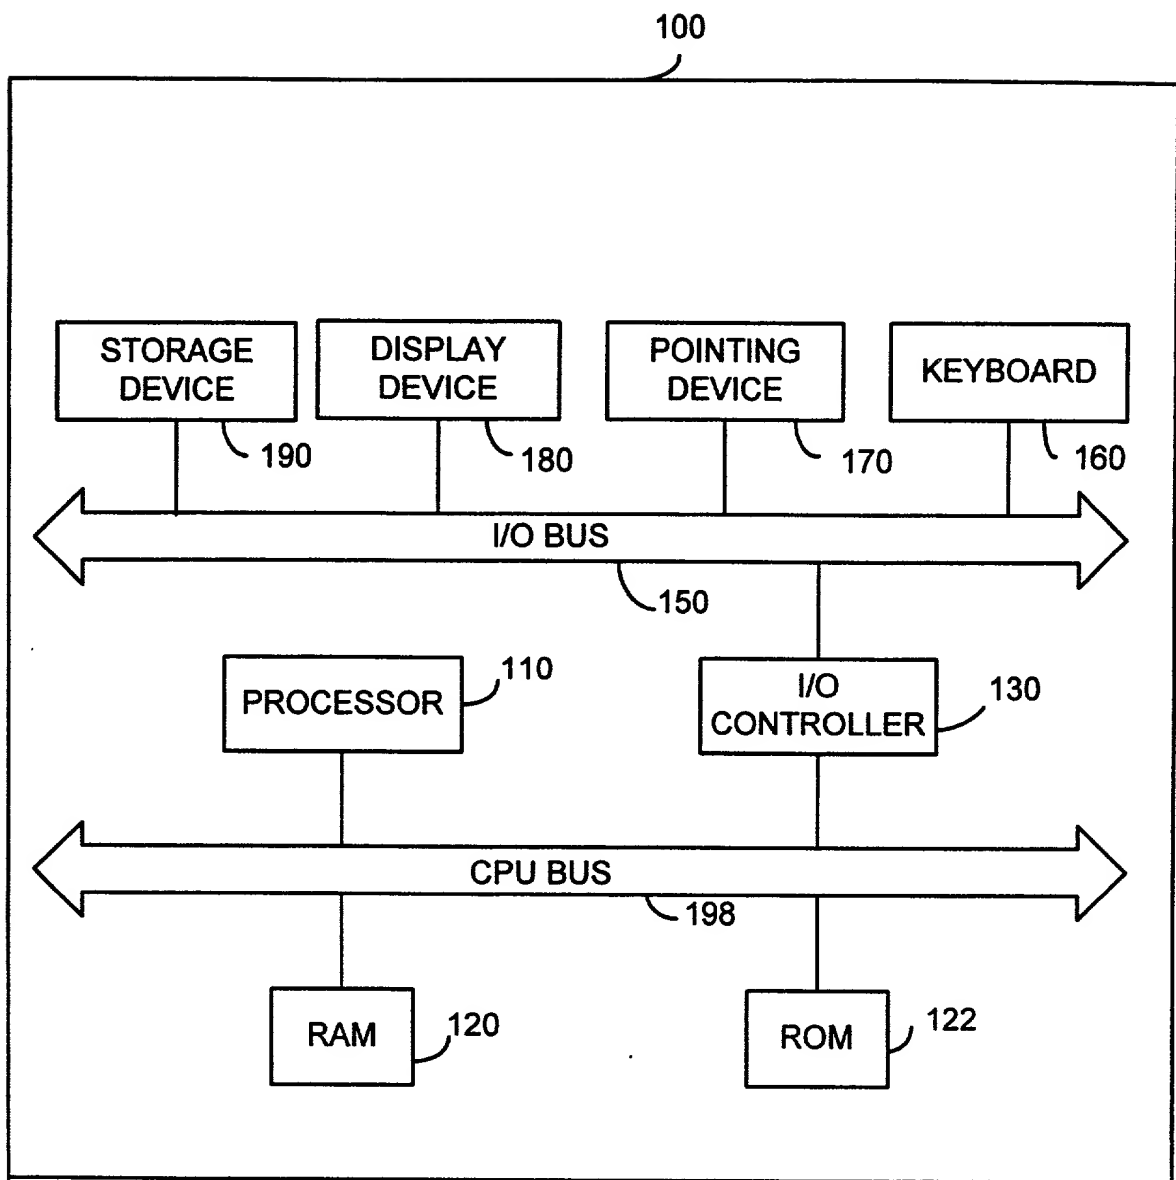 100
STORAGE
DEVICE
190
DISPLAY
DEVICE
180
POINTING
DEVICE
170
KEYBOARD
160
I/O BUS
150
PROCESSOR
110
I/O
CONTROLLER
130
CPU BUS
198
RAM
120
ROM
122